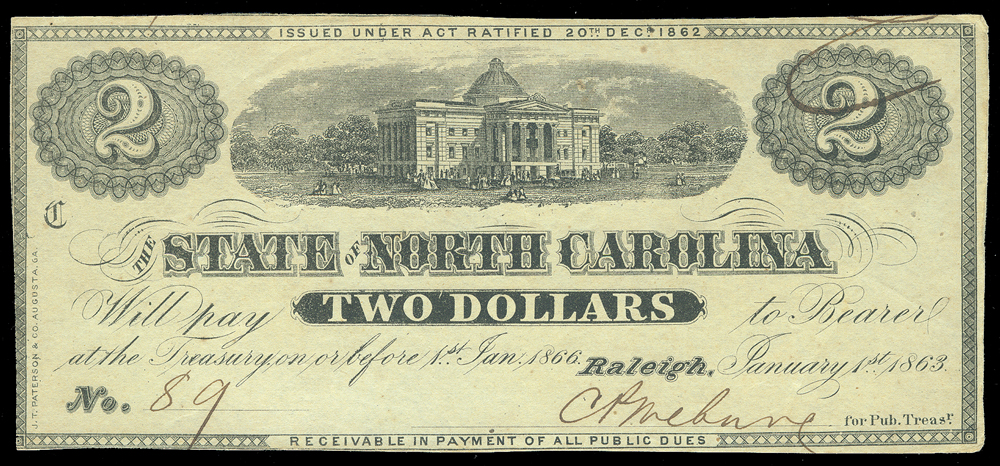 ISSUED UNDER ACT RATIFIED 20TH DECR 1862
2 2
C
THE STATE OF NORTH CAROLINA
Will pay TWO DOLLARS to Bearer
at the Treasury, on or before 1st Jan. 1866. Raleigh, January 1st 1863.
No. 89
for Pub. Treasr.
RECEIVABLE IN PAYMENT OF ALL PUBLIC DUES
J. T. PATERSON & CO. AUGUSTA, GA.